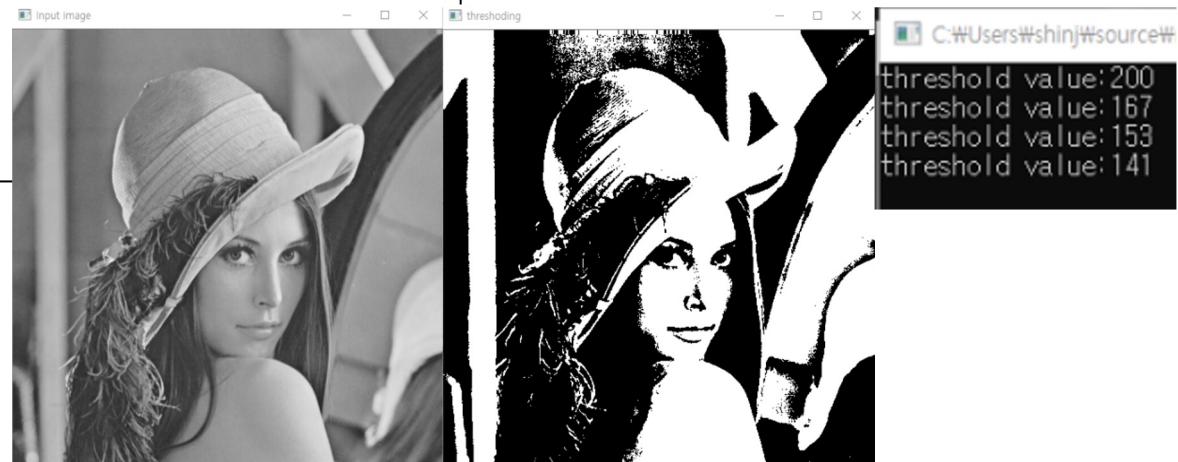 Input image
threshoding
C:₩Users₩shinj₩source₩
threshold value:200
threshold value:167
threshold value:153
threshold value:141